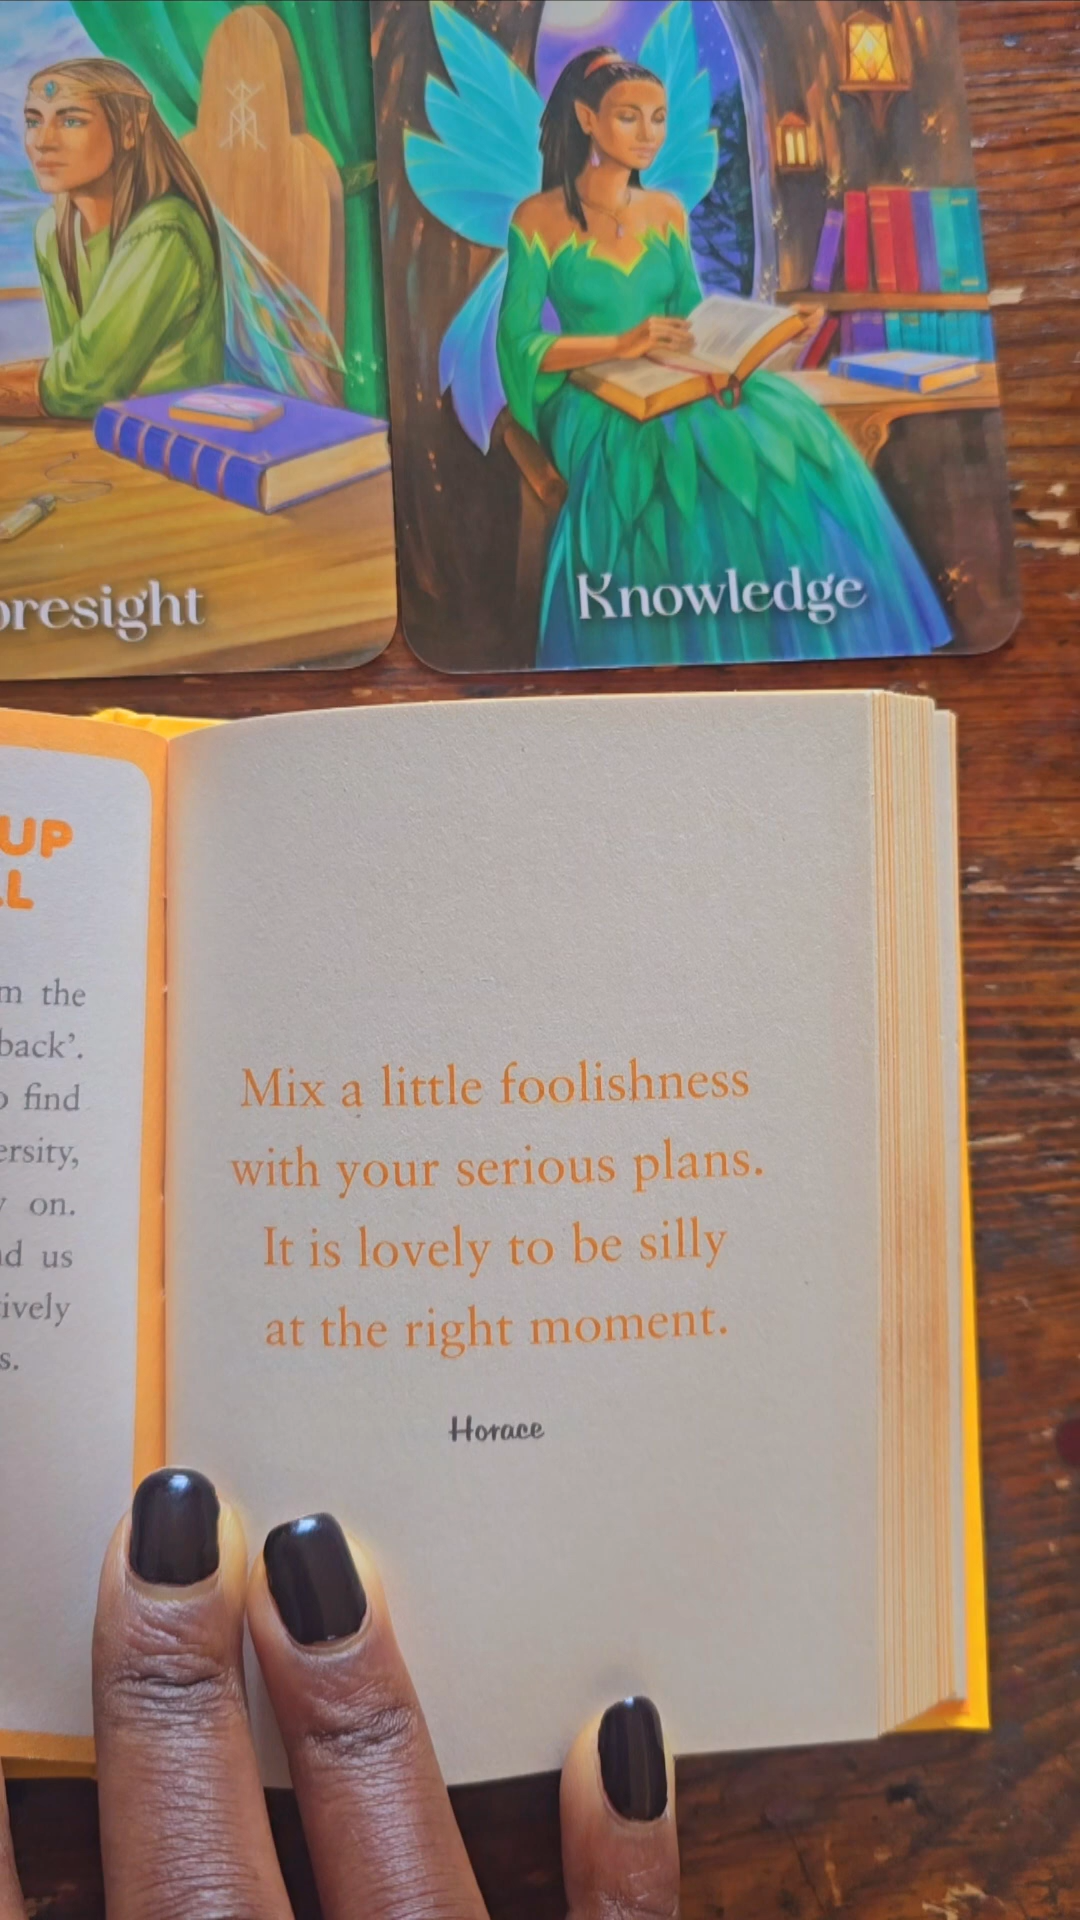 oresight
Knowledge
UP
m the
back’.
find
ersity,
on.
us
tively
s.
Mix a little foolishness
with your serious plans.
It is lovely to be silly
at the right moment.
Horace